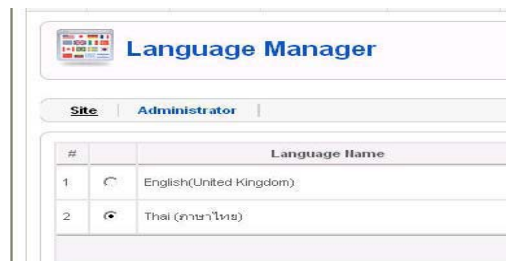 Language Manager
Site Administrator
# Language Name
1 English(United Kingdom)
2 Thai (ภาษาไทย)